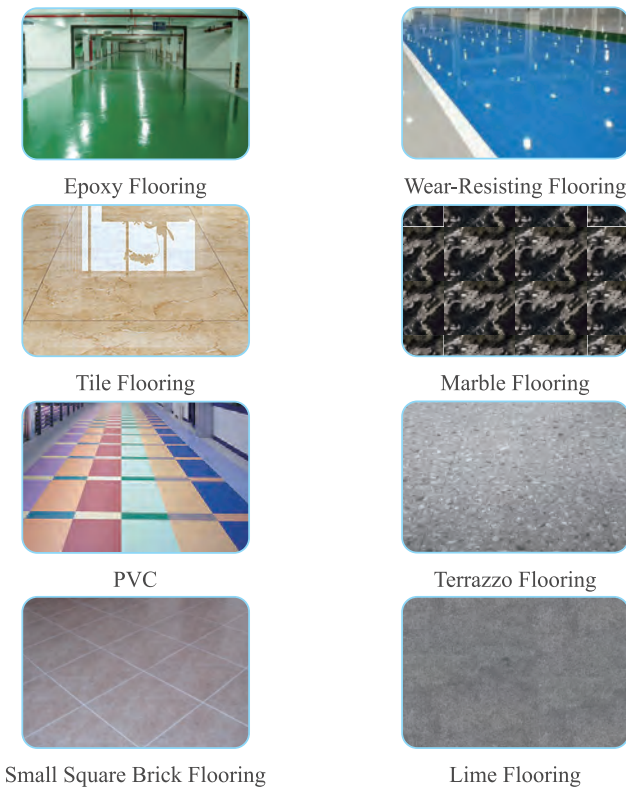 Epoxy Flooring
Wear-Resisting Flooring
Tile Flooring
Marble Flooring
PVC
Terrazzo Flooring
Small Square Brick Flooring
Lime Flooring